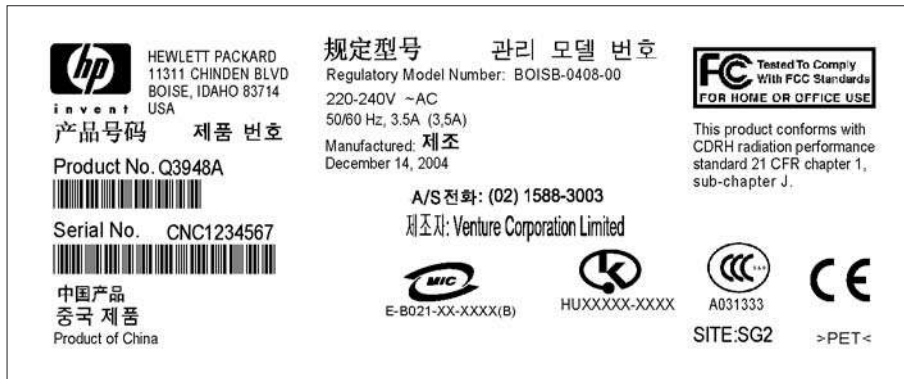 hp
invent
HEWLETT PACKARD
11311 CHINDEN BLVD
BOISE, IDAHO 83714
USA
产品号码 제품 번호
Product No. Q3948A
Serial No. CNC1234567
中国产品
중국 제품
Product of China
规定型号 관리 모델 번호
Regulatory Model Number: BOISB-0408-00
220-240V ~AC
50/60 Hz, 3.5A (3,5A)
Manufactured: 제조
December 14, 2004
A/S전화: (02) 1588-3003
제조자: Venture Corporation Limited
MIC
E-B021-XX-XXXX(B)
HUXXXXX-XXXX
CCC
A031333
CE
SITE:SG2
>PET<
FC Tested To Comply
With FCC Standards
FOR HOME OR OFFICE USE
This product conforms with
CDRH radiation performance
standard 21 CFR chapter 1,
sub-chapter J.